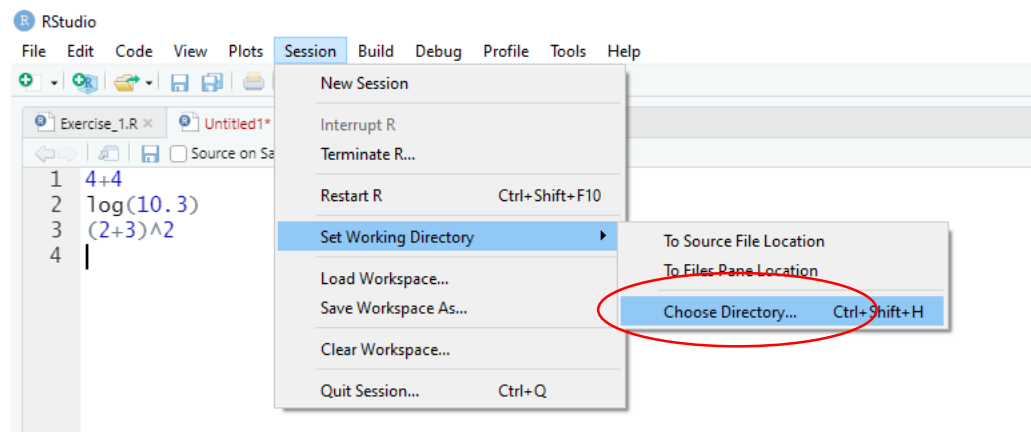 RStudio
File Edit Code View Plots Session Build Debug Profile Tools Help
Exercise_1.R Untitled1*
Source on Sa
1 4+4
2 log(10.3)
3 (2+3)^2
4
New Session
Interrupt R
Terminate R...
Restart R Ctrl+Shift+F10
Set Working Directory
Load Workspace...
Save Workspace As...
Clear Workspace...
Quit Session... Ctrl+Q
To Source File Location
To Files Pane Location
Choose Directory... Ctrl+Shift+H